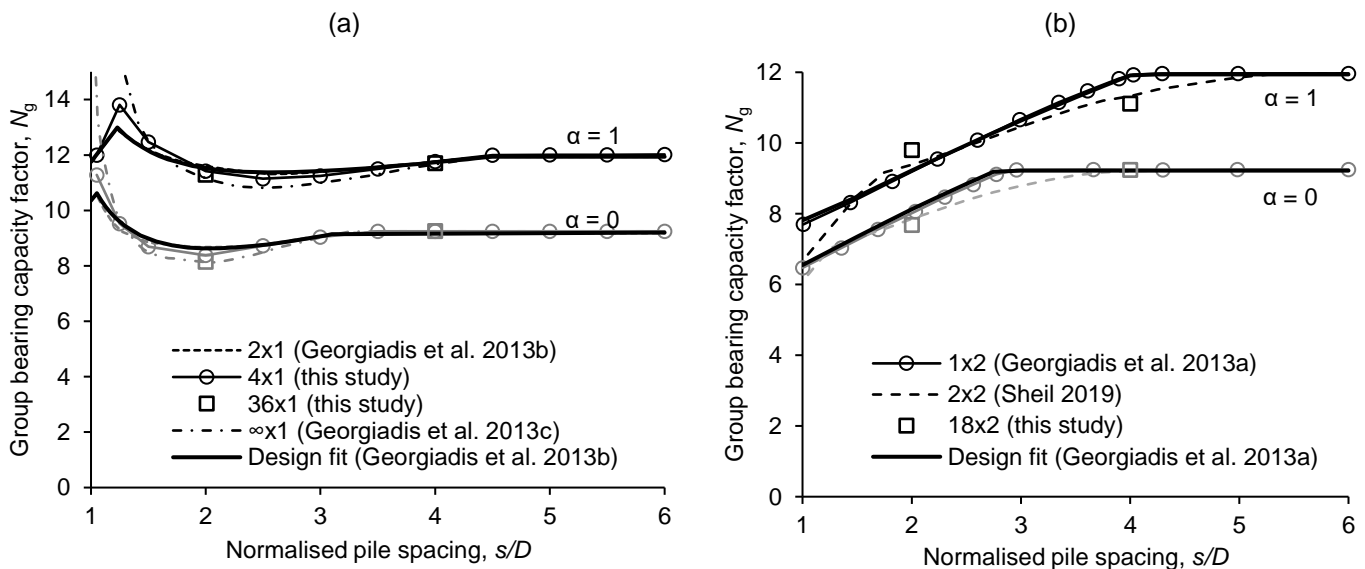 (a)
Group bearing capacity factor, Ng
14
12
10
8
6
4
2
0
α = 1
α = 0
2x1 (Georgiadis et al. 2013b)
4x1 (this study)
36x1 (this study)
∞x1 (Georgiadis et al. 2013c)
Design fit (Georgiadis et al. 2013b)
1 2 3 4 5 6
Normalised pile spacing, s/D
(b)
Group bearing capacity factor, Ng
12
10
8
6
4
2
0
α = 1
α = 0
1x2 (Georgiadis et al. 2013a)
2x2 (Sheil 2019)
18x2 (this study)
Design fit (Georgiadis et al. 2013a)
1 2 3 4 5 6
Normalised pile spacing, s/D